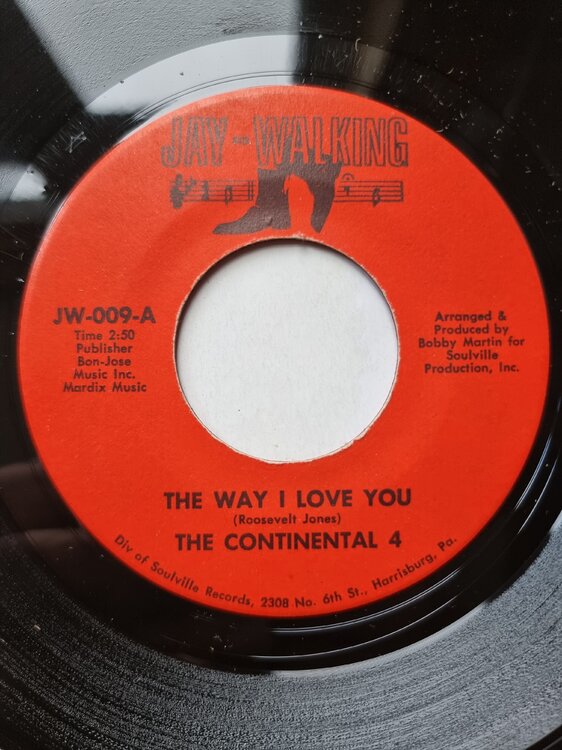 JAY AND WALKING
JW-009-A
Time 2:50
Publisher
Bon-Jose
Music Inc.
Mardix Music
Arranged &
Produced by
Bobby Martin for
Soulville
Production, Inc.
THE WAY I LOVE YOU
(Roosevelt Jones)
THE CONTINENTAL 4
Div of Soulville Records, 2308 No. 6th St., Harrisburg, Pa.